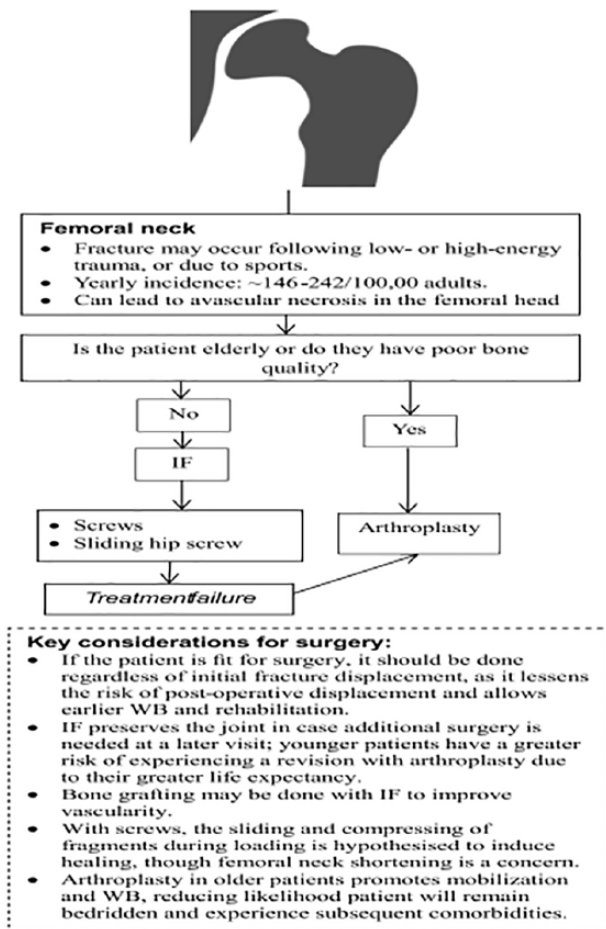 Femoral neck
• Fracture may occur following low- or high-energy
trauma, or due to sports.
• Yearly incidence: ~146-242/100,00 adults.
• Can lead to avascular necrosis in the femoral head
Is the patient elderly or do they have poor bone
quality?
No
Yes
IF
• Screws
• Sliding hip screw
Arthroplasty
Treatmentfailure
Key considerations for surgery:
• If the patient is fit for surgery, it should be done
regardless of initial fracture displacement, as it lessens
the risk of post-operative displacement and allows
earlier WB and rehabilitation.
• IF preserves the joint in case additional surgery is
needed at a later visit; younger patients have a greater
risk of experiencing a revision with arthroplasty due
to their greater life expectancy.
• Bone grafting may be done with IF to improve
vascularity.
• With screws, the sliding and compressing of
fragments during loading is hypothesised to induce
healing, though femoral neck shortening is a concern.
• Arthroplasty in older patients promotes mobilization
and WB, reducing likelihood patient will remain
bedridden and experience subsequent comorbidities.